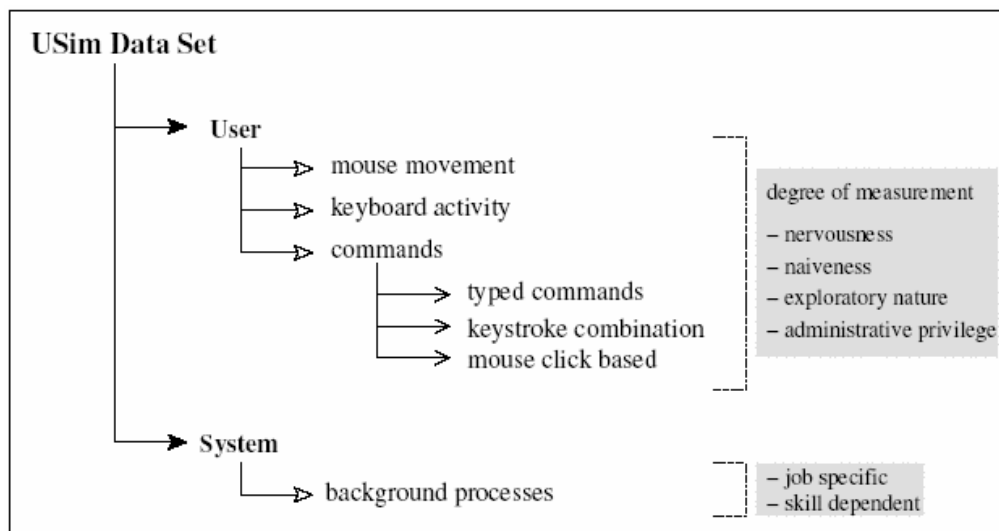 USim Data Set
User
mouse movement
keyboard activity
commands
typed commands
keystroke combination
mouse click based
degree of measurement
– nervousness
– naiveness
– exploratory nature
– administrative privilege
System
background processes
– job specific
– skill dependent